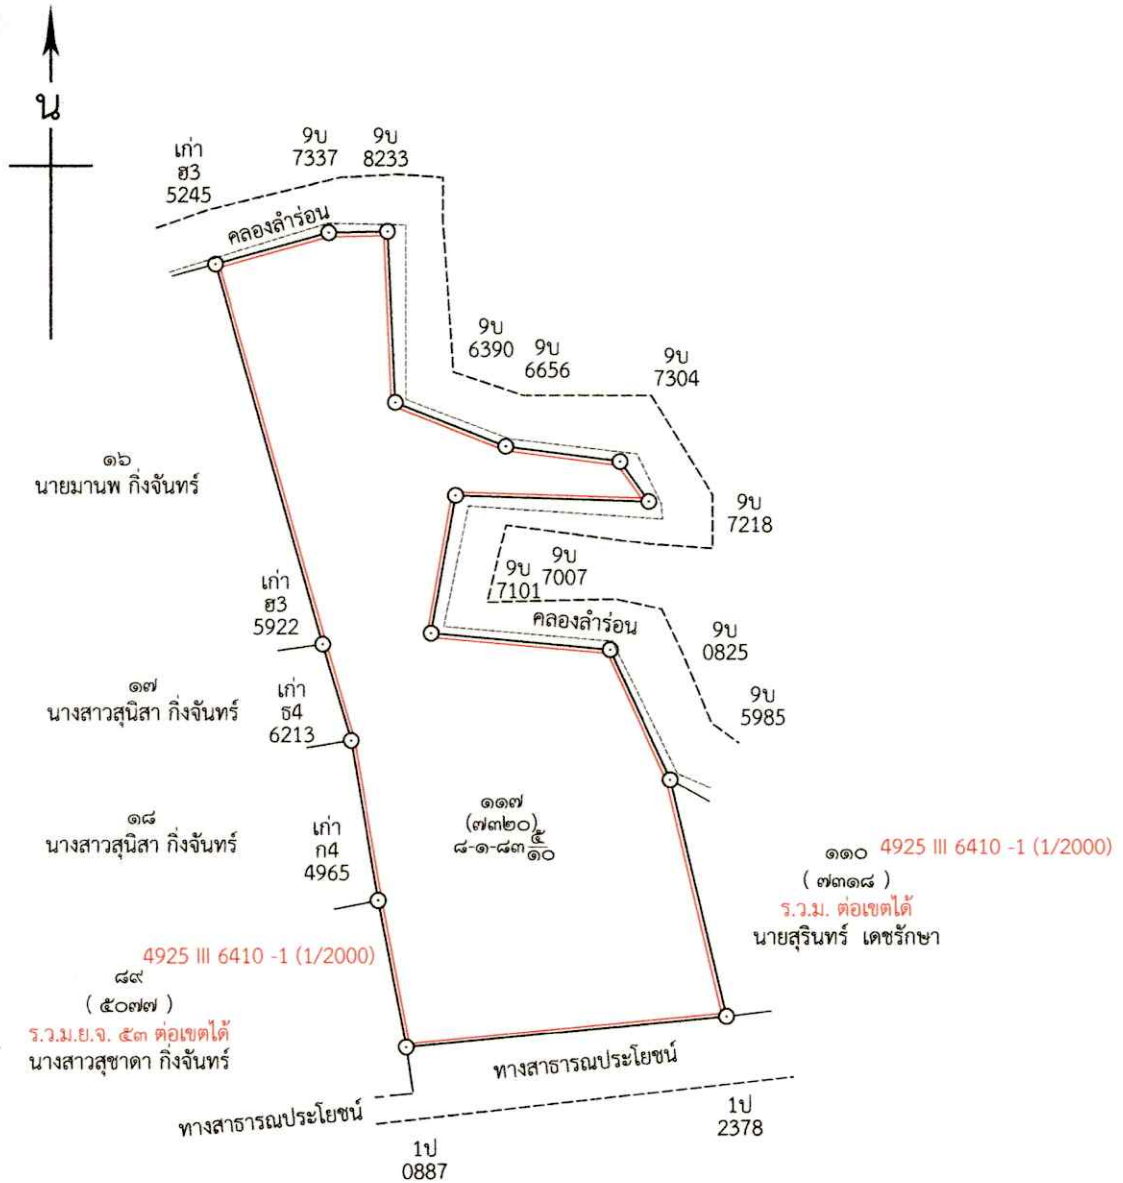 น
เก่า
ฮ3
5245
9บ
7337
9บ
8233
คลองลำร่อน
9บ
6390
9บ
6656
9บ
7304
๑๖
นายมานพ กิ่งจันทร์
9บ
7218
9บ
7101
9บ
7007
เก่า
ฮ3
5922
คลองลำร่อน
9บ
0825
๑๗
นางสาวสุนิสา กิ่งจันทร์
เก่า
ธ4
6213
9บ
5985
๑๘
นางสาวสุนิสา กิ่งจันทร์
เก่า
ก4
4965
๑๑๗
(๗๓๒๐)
๘-๑-๘๓ ๕/๑๐
๑๑๐ 4925 III 6410 -1 (1/2000)
( ๗๓๑๘ )
ร.ว.ม. ต่อเขตได้
นายสุรินทร์ เดชรักษา
4925 III 6410 -1 (1/2000)
๘๙
( ๕๐๗๗ )
ร.ว.ม.ย.จ. ๕๓ ต่อเขตได้
นางสาวสุชาดา กิ่งจันทร์
ทางสาธารณประโยชน์
ทางสาธารณประโยชน์
1ป
2378
1ป
0887